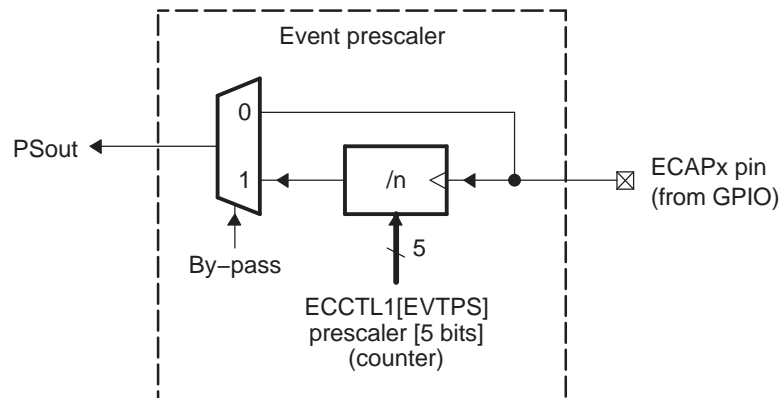 Event prescaler
0
PSout
1
/n
ECAPx pin
(from GPIO)
By−pass
5
ECCTL1[EVTPS]
prescaler [5 bits]
(counter)